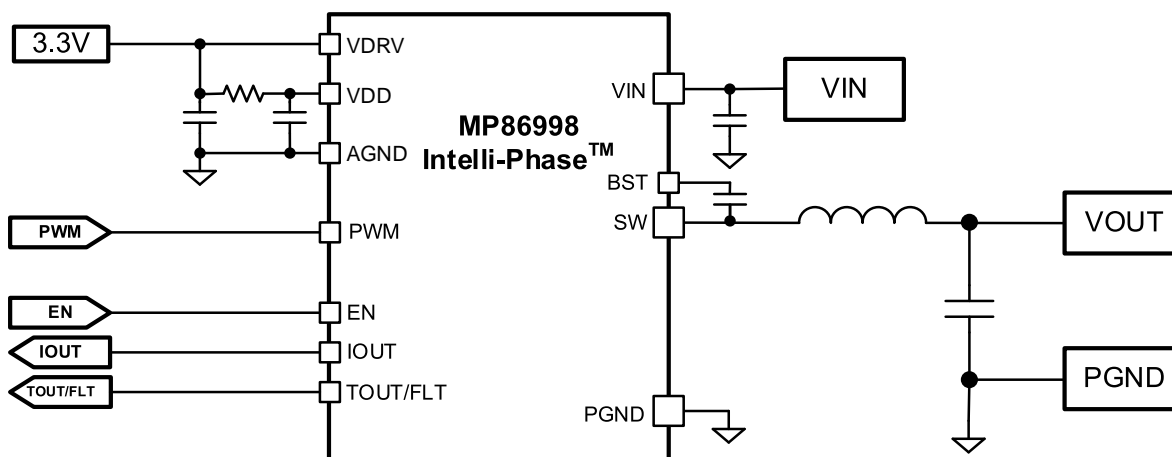 3.3V
VDRV
VDD
AGND
PWM
PWM
EN
EN
IOUT
IOUT
TOUT/FLT
TOUT/FLT
MP86998
Intelli-Phase™
VIN
VIN
BST
SW
VOUT
PGND
PGND